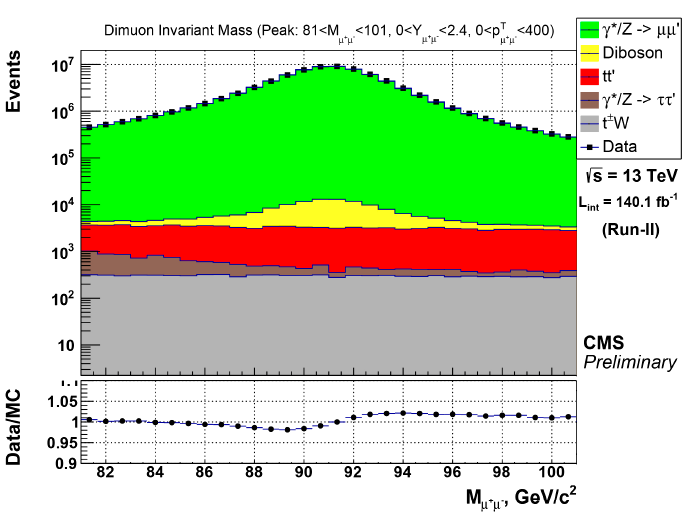 Dimuon Invariant Mass (Peak: 81<Mμ⁺μ⁻<101, 0<Yμ⁺μ⁻<2.4, 0<pᵀμ⁺μ⁻<400)
Events
10⁷
10⁶
10⁵
10⁴
10³
10²
10
γ*/Z -> μμ'
Diboson
tt'
γ*/Z -> ττ'
t±W
Data
√s = 13 TeV
Lint = 140.1 fb⁻¹
(Run-II)
CMS
Preliminary
Data/MC
1.1
1.05
1
0.95
0.9
82 84 86 88 90 92 94 96 98 100
Mμ⁺μ⁻, GeV/c²